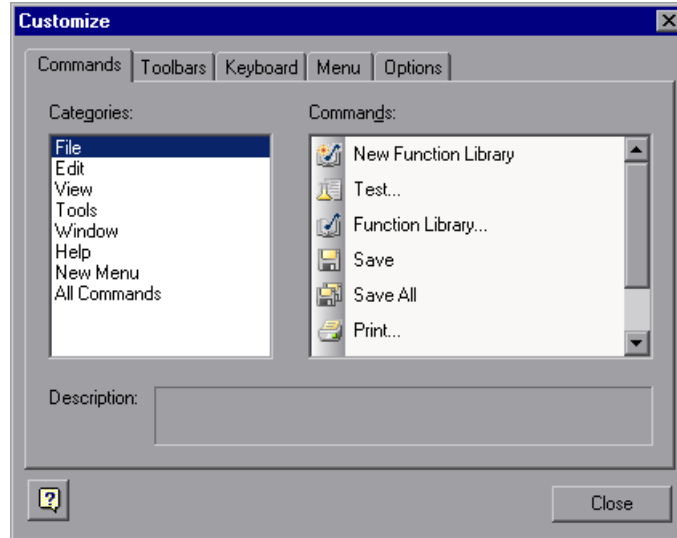 Customize
Commands Toolbars Keyboard Menu Options
Categories: Commands:
File
Edit
View
Tools
Window
Help
New Menu
All Commands
New Function Library
Test...
Function Library...
Save
Save All
Print...
Description:
Close